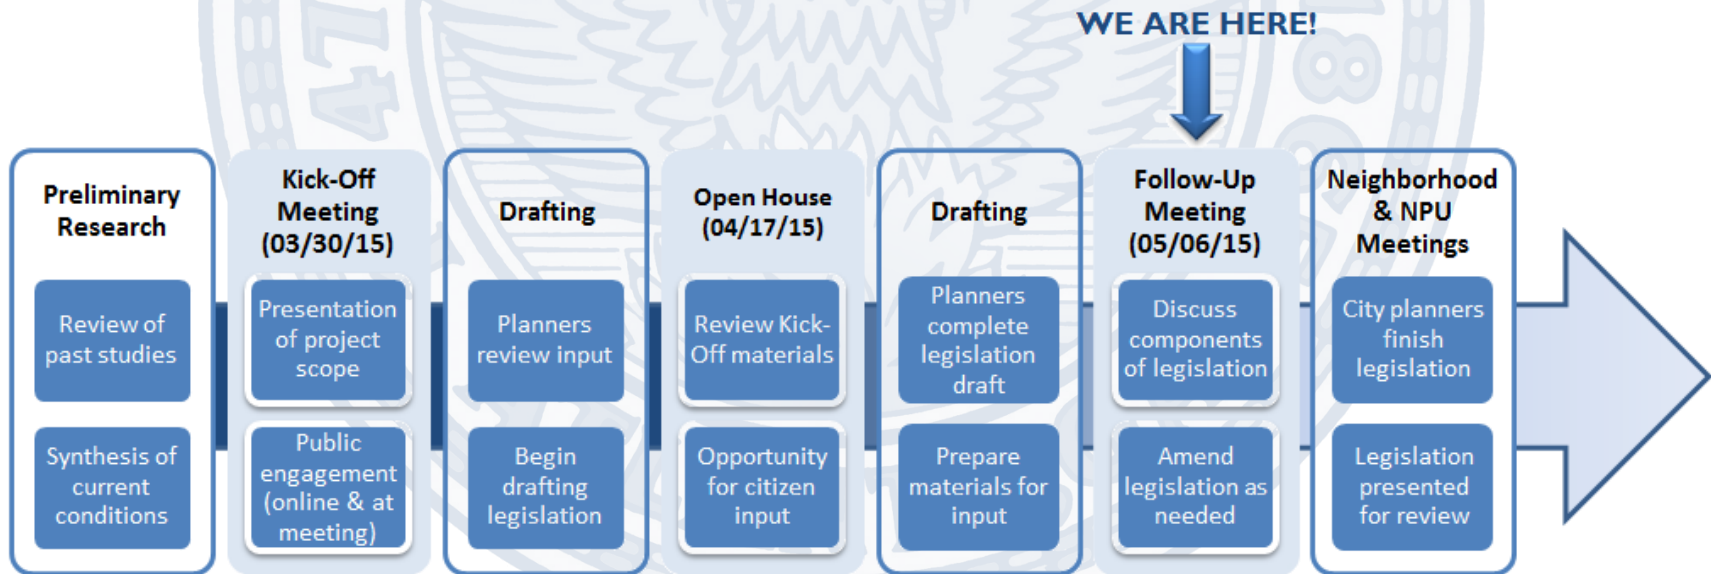 WE ARE HERE!
Preliminary
Research
Review of
past studies
Synthesis of
current
conditions
Kick-Off
Meeting
(03/30/15)
Presentation
of project
scope
Public
engagement
(online & at
meeting)
Drafting
Planners
review input
Begin
drafting
legislation
Open House
(04/17/15)
Review Kick-
Off materials
Opportunity
for citizen
input
Drafting
Planners
complete
legislation
draft
Prepare
materials for
input
Follow-Up
Meeting
(05/06/15)
Discuss
components
of legislation
Amend
legislation as
needed
Neighborhood
& NPU
Meetings
City planners
finish
legislation
Legislation
presented
for review